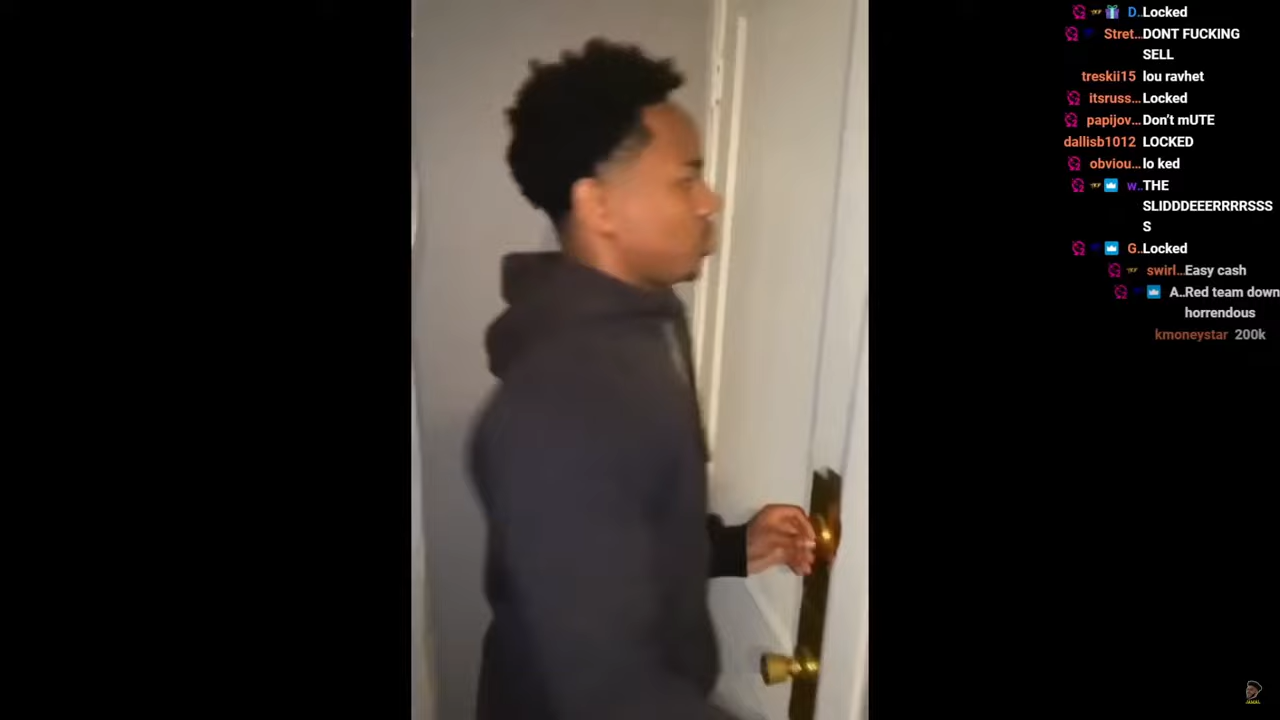 D..Locked
Stret...DONT FUCKING
SELL
treskii15 lou ravhet
itsruss...Locked
papijov...Don't mUTE
dallisb1012 LOCKED
obviou...lo ked
w..THE
SLIDDDEEERRRRSSS
S
G..Locked
swirl...Easy cash
A..Red team down
horrendous
kmoneystar 200k
JAMAL